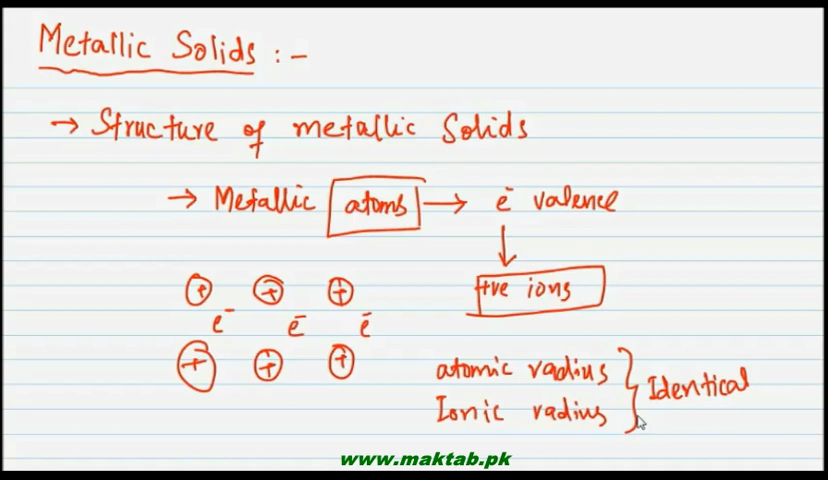 Metallic Solids :-
→ Structure of metallic Solids
→ Metallic atoms → e⁻ valence
↓
+ve ions
+ + +
e⁻ e⁻ e⁻
+ + +
atomic radius
Ionic radius } Identical
www.maktab.pk